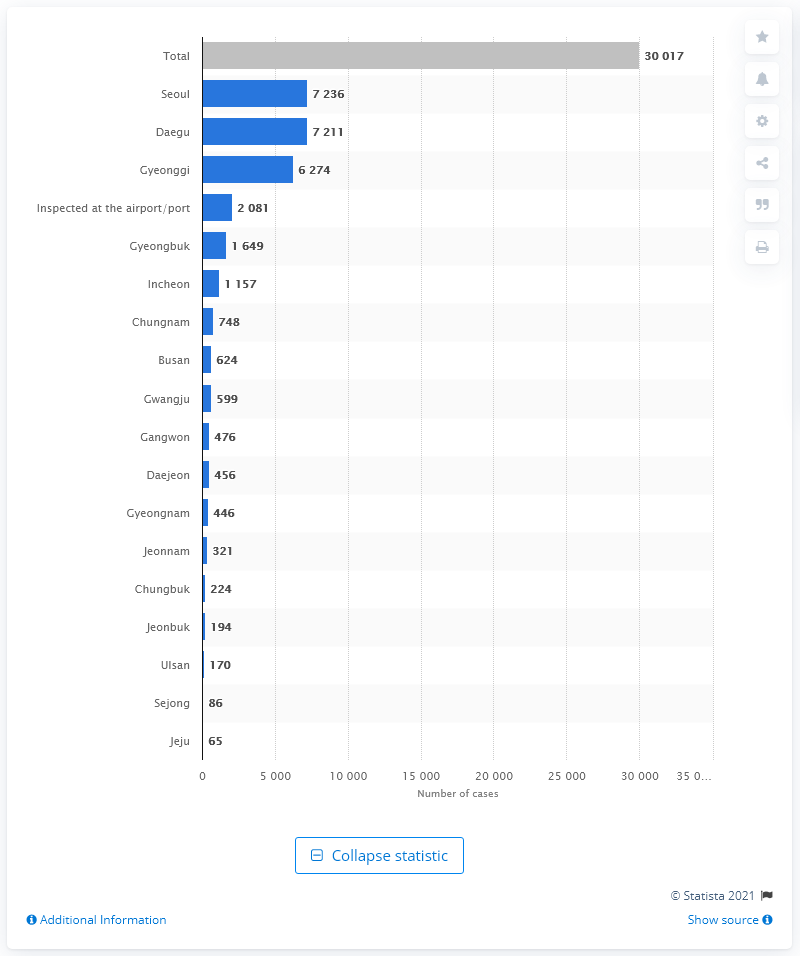 Total 30 017
Seoul 7 236
Daegu 7 211
Gyeonggi 6 274
Inspected at the airport/port 2 081
Gyeongbuk 1 649
Incheon 1 157
Chungnam 748
Busan 624
Gwangju 599
Gangwon 476
Daejeon 456
Gyeongnam 446
Jeonnam 321
Chungbuk 224
Jeonbuk 194
Ulsan 170
Sejong 86
Jeju 65
0 5 000 10 000 15 000 20 000 25 000 30 000 35 0...
Number of cases
Collapse statistic
© Statista 2021
Additional Information Show source